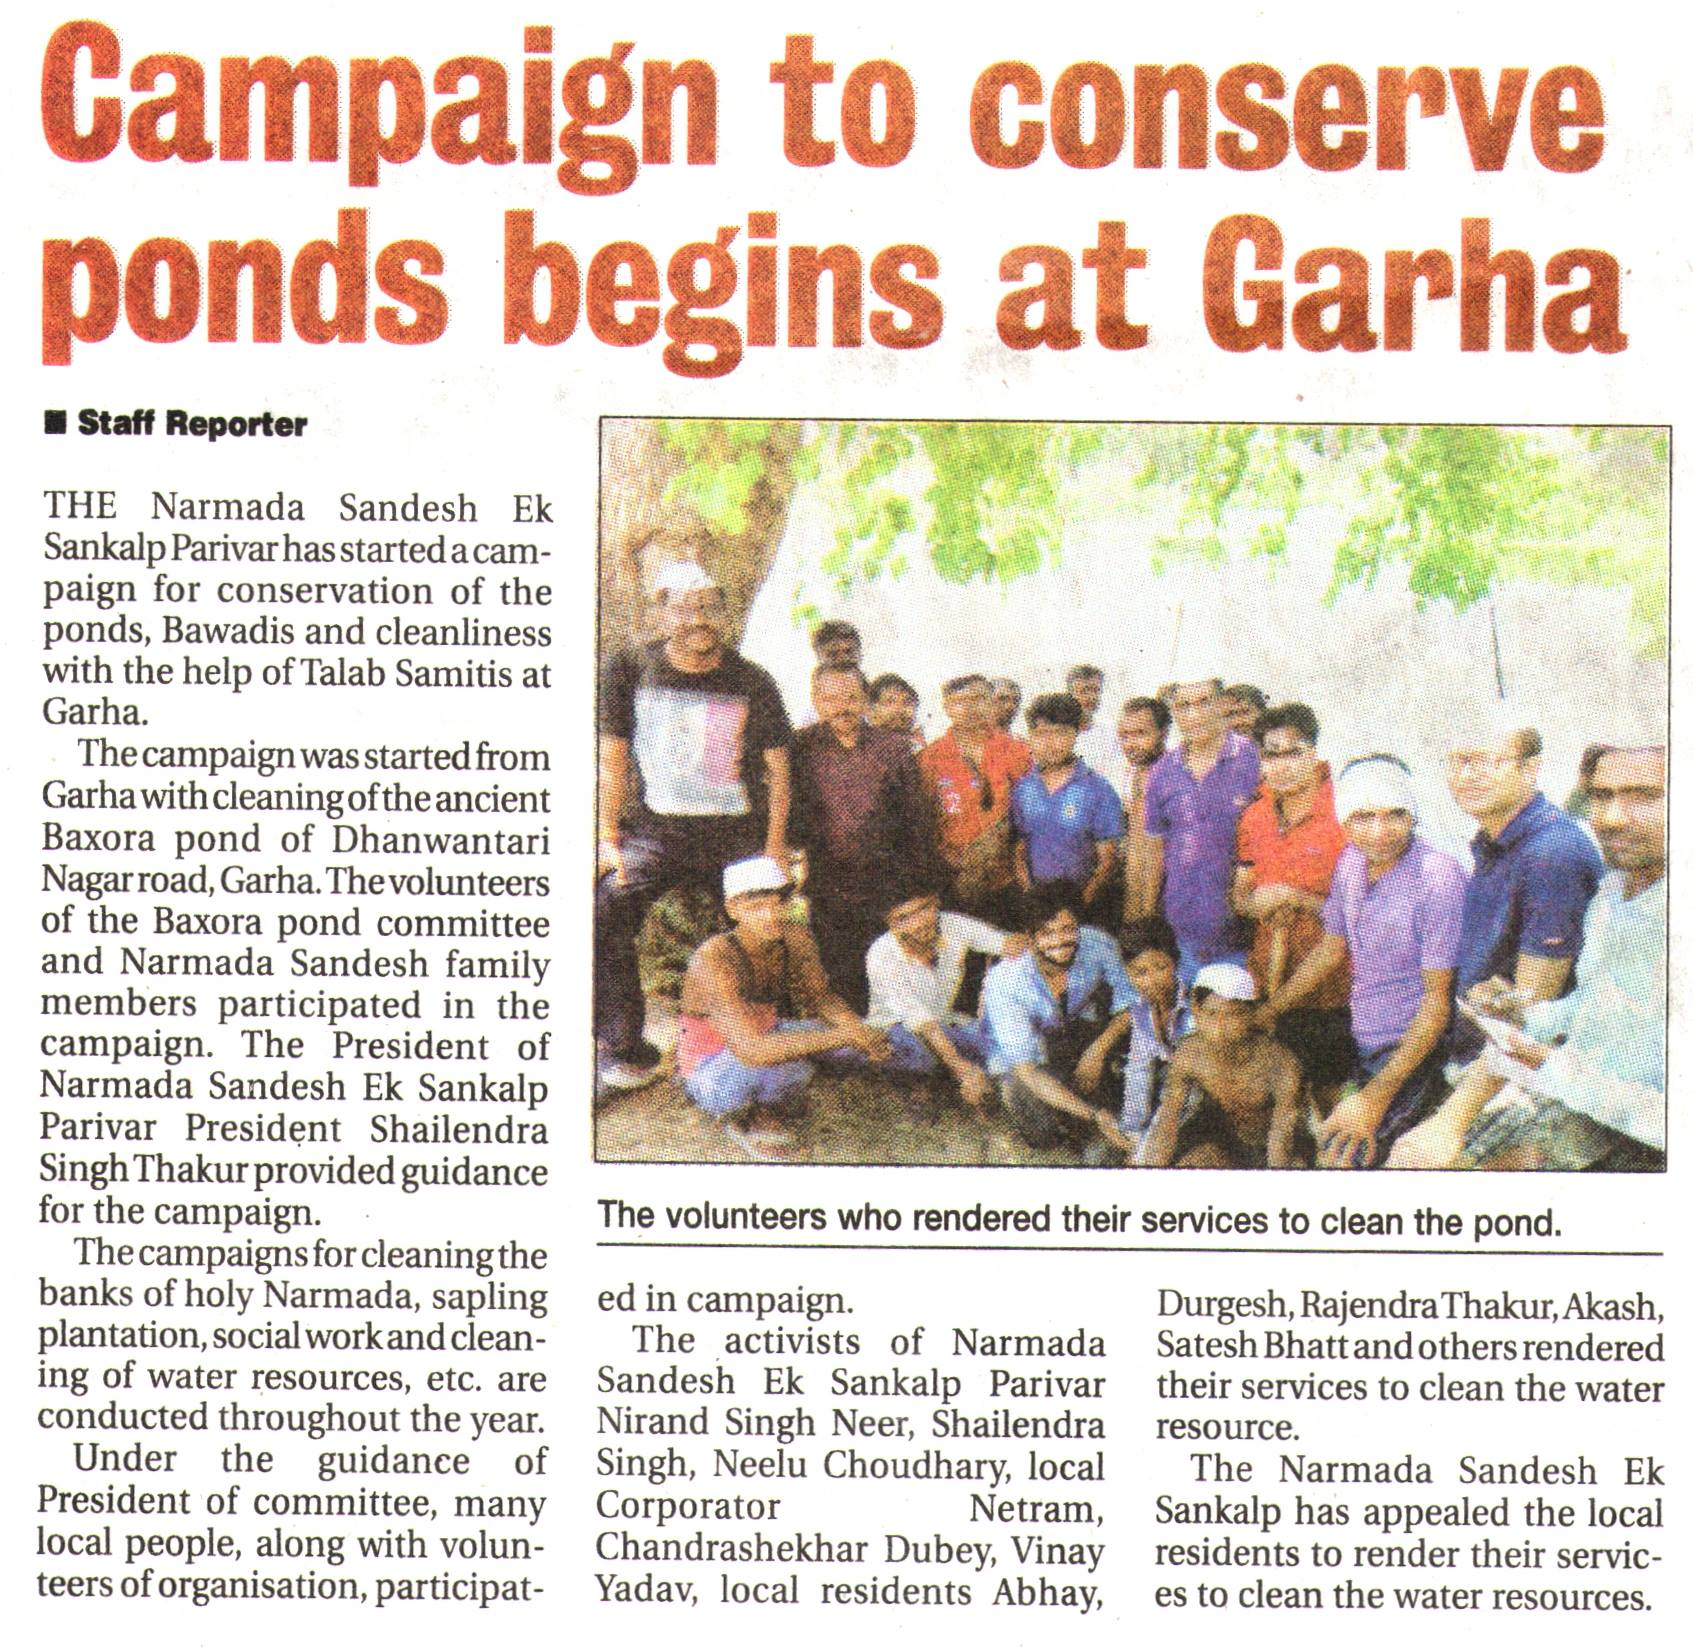 Campaign to conserve
ponds begins at Garha
■ Staff Reporter
THE Narmada Sandesh Ek
Sankalp Parivar has started a cam-
paign for conservation of the
ponds, Bawadis and cleanliness
with the help of Talab Samitis at
Garha.
The campaign was started from
Garha with cleaning of the ancient
Baxora pond of Dhanwantari
Nagar road, Garha. The volunteers
of the Baxora pond committee
and Narmada Sandesh family
members participated in the
campaign. The President of
Narmada Sandesh Ek Sankalp
Parivar President Shailendra
Singh Thakur provided guidance
for the campaign.
The campaigns for cleaning the
banks of holy Narmada, sapling
plantation, social work and clean-
ing of water resources, etc. are
conducted throughout the year.
Under the guidance of
President of committee, many
local people, along with volun-
teers of organisation, participat-
The volunteers who rendered their services to clean the pond.
ed in campaign.
The activists of Narmada
Sandesh Ek Sankalp Parivar
Nirand Singh Neer, Shailendra
Singh, Neelu Choudhary, local
Corporator Netram,
Chandrashekhar Dubey, Vinay
Yadav, local residents Abhay,
Durgesh, Rajendra Thakur, Akash,
Satesh Bhatt and others rendered
their services to clean the water
resource.
The Narmada Sandesh Ek
Sankalp has appealed the local
residents to render their servic-
es to clean the water resources.